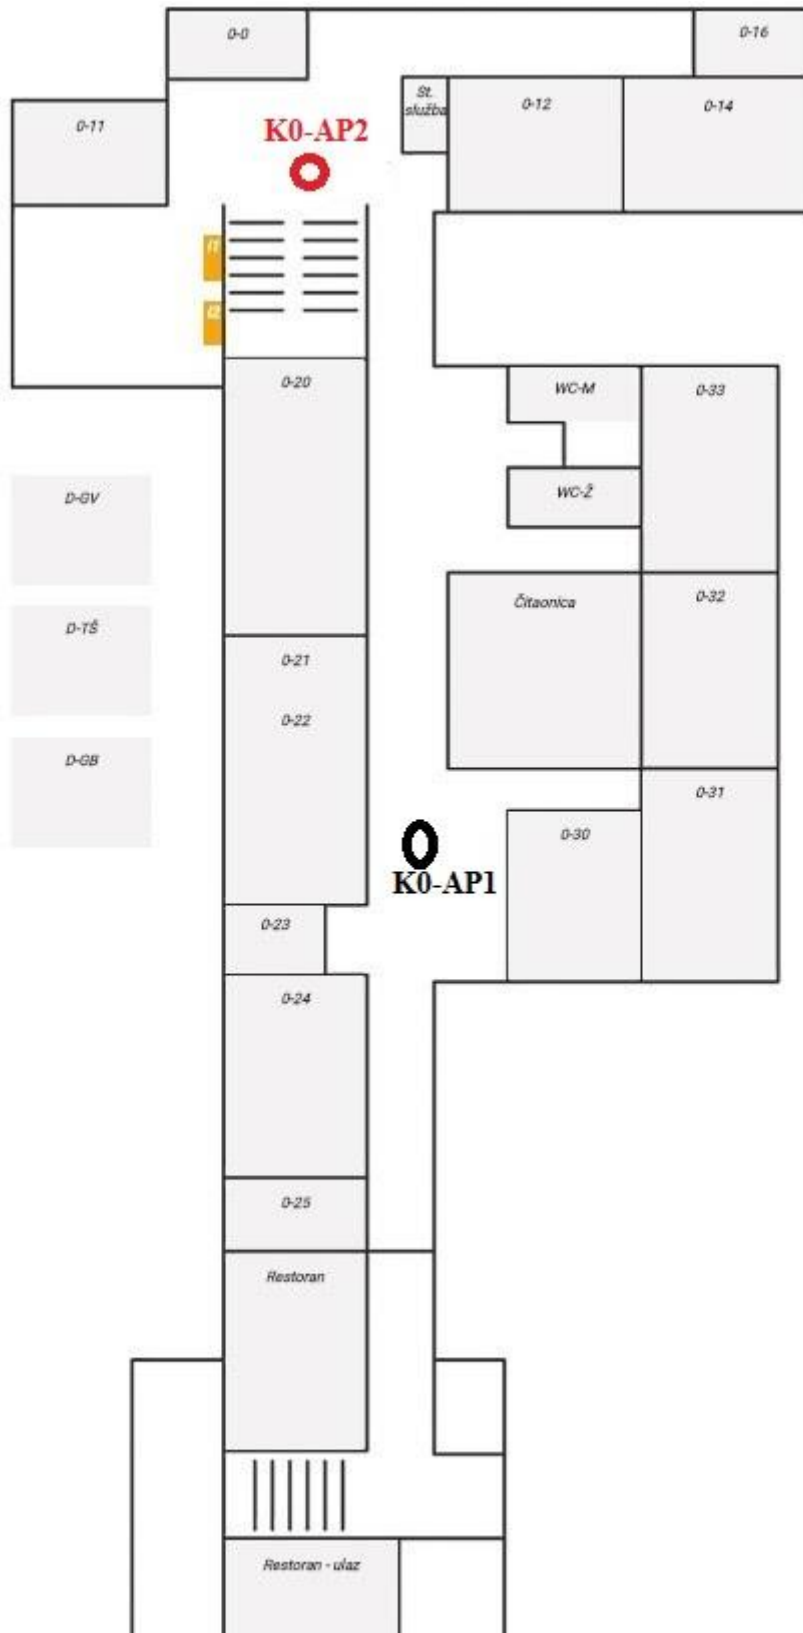 0-0
0-16
St.
služba
0-12
0-14
0-11
K0-AP2
I1
I2
0-20
WC-M
0-33
D-GV
WC-Ž
Čitaonica
0-32
D-TŠ
0-21
0-22
D-GB
0-31
0-30
K0-AP1
0-23
0-24
0-25
Restoran
Restoran - ulaz